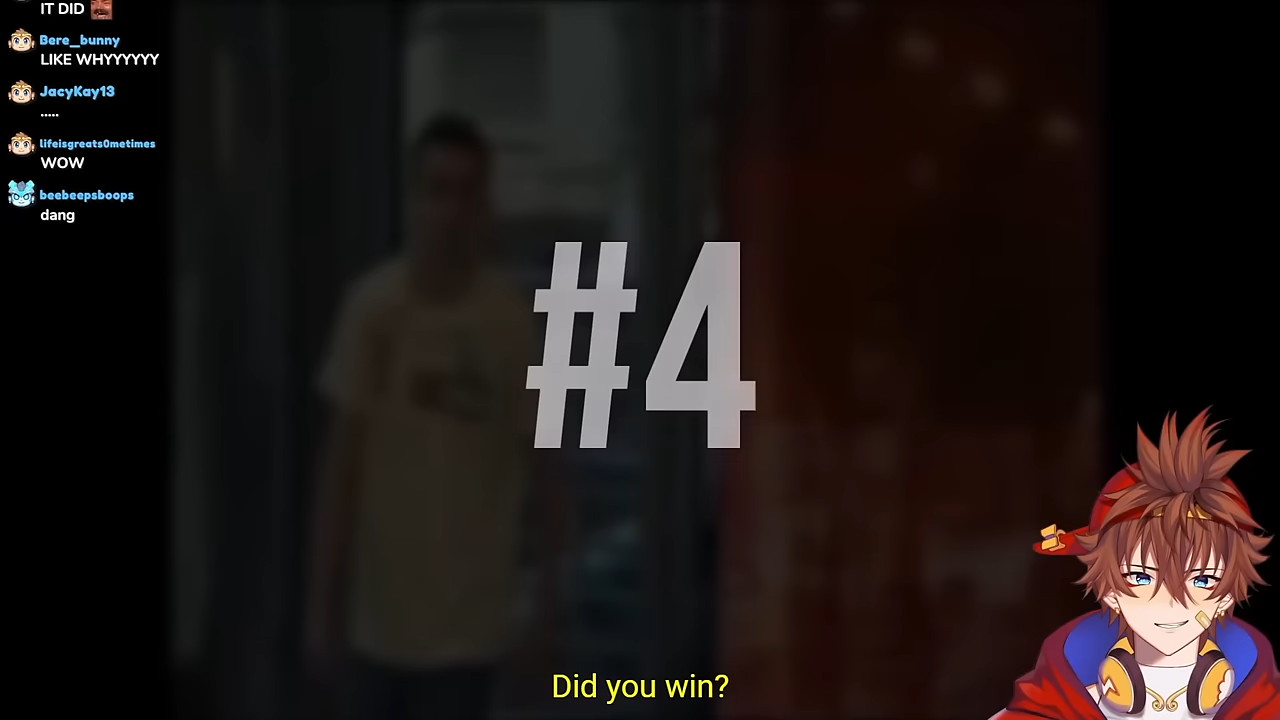 IT DID
Bere_bunny
LIKE WHYYYYYY
JacyKay13
.....
lifeisgreats0metimes
WOW
beebeepsboops
dang
#4
Did you win?